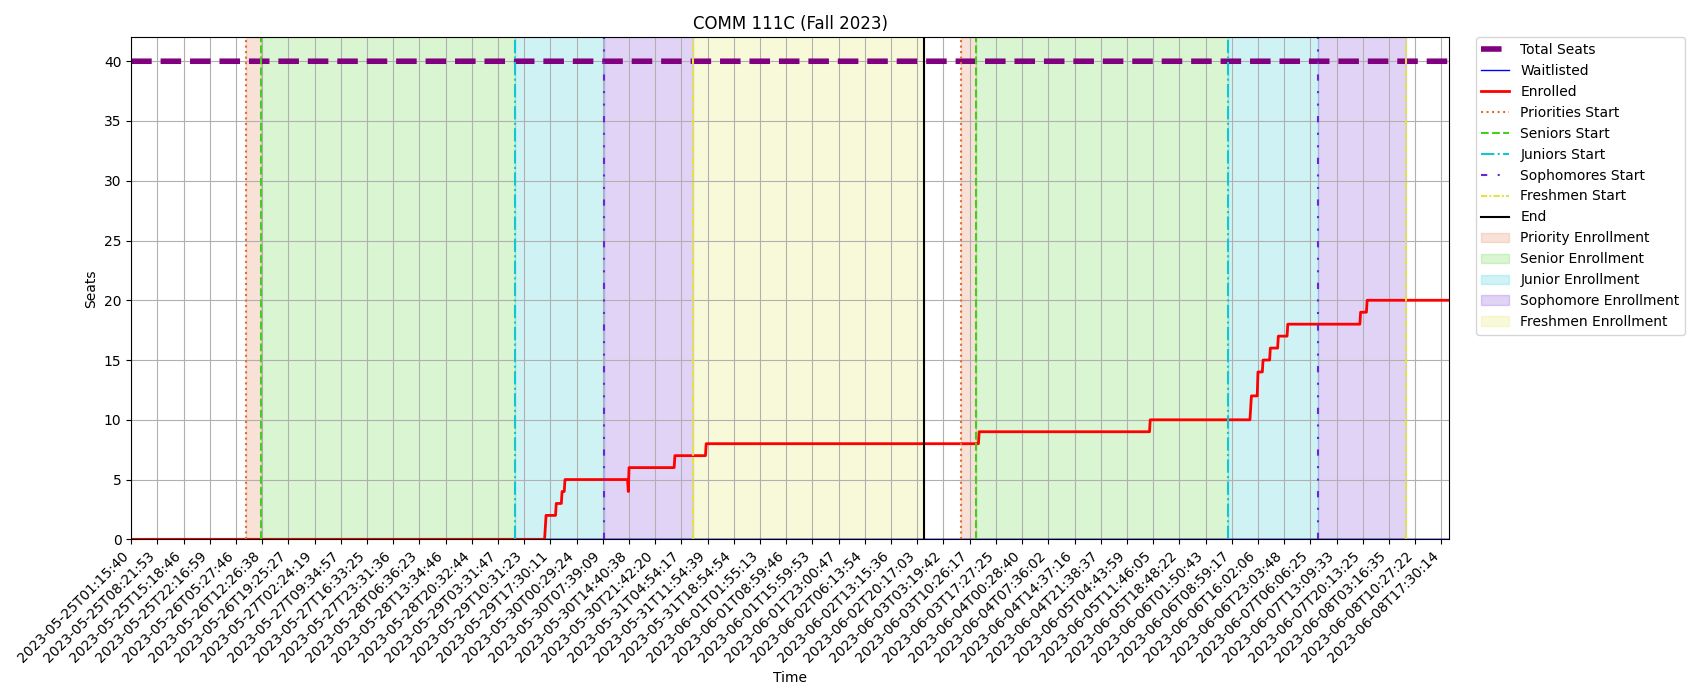 COMM 111C (Fall 2023)
Seats
40
35
30
25
20
15
10
5
0
2023-05-25T01:15:40
2023-05-25T08:21:53
2023-05-25T15:18:46
2023-05-25T22:16:59
2023-05-26T05:27:46
2023-05-26T12:26:38
2023-05-26T19:25:27
2023-05-27T02:24:19
2023-05-27T09:34:57
2023-05-27T16:33:25
2023-05-27T23:31:36
2023-05-28T06:36:23
2023-05-28T13:34:46
2023-05-28T20:32:44
2023-05-29T03:31:47
2023-05-29T10:31:23
2023-05-29T17:30:11
2023-05-30T00:29:24
2023-05-30T07:39:09
2023-05-30T14:40:38
2023-05-30T21:42:20
2023-05-31T04:54:17
2023-05-31T11:54:39
2023-05-31T18:54:54
2023-06-01T01:55:13
2023-06-01T08:59:46
2023-06-01T15:59:53
2023-06-01T23:00:47
2023-06-02T06:13:54
2023-06-02T13:15:36
2023-06-02T20:17:03
2023-06-03T03:19:42
2023-06-03T10:26:17
2023-06-03T17:27:25
2023-06-04T00:28:40
2023-06-04T07:36:02
2023-06-04T14:37:16
2023-06-04T21:38:37
2023-06-05T04:43:59
2023-06-05T11:46:05
2023-06-05T18:48:22
2023-06-06T01:50:43
2023-06-06T08:59:17
2023-06-06T16:02:06
2023-06-06T23:03:48
2023-06-07T06:06:25
2023-06-07T13:09:33
2023-06-07T20:13:25
2023-06-08T03:16:35
2023-06-08T10:27:22
2023-06-08T17:30:14
Time
Total Seats
Waitlisted
Enrolled
Priorities Start
Seniors Start
Juniors Start
Sophomores Start
Freshmen Start
End
Priority Enrollment
Senior Enrollment
Junior Enrollment
Sophomore Enrollment
Freshmen Enrollment